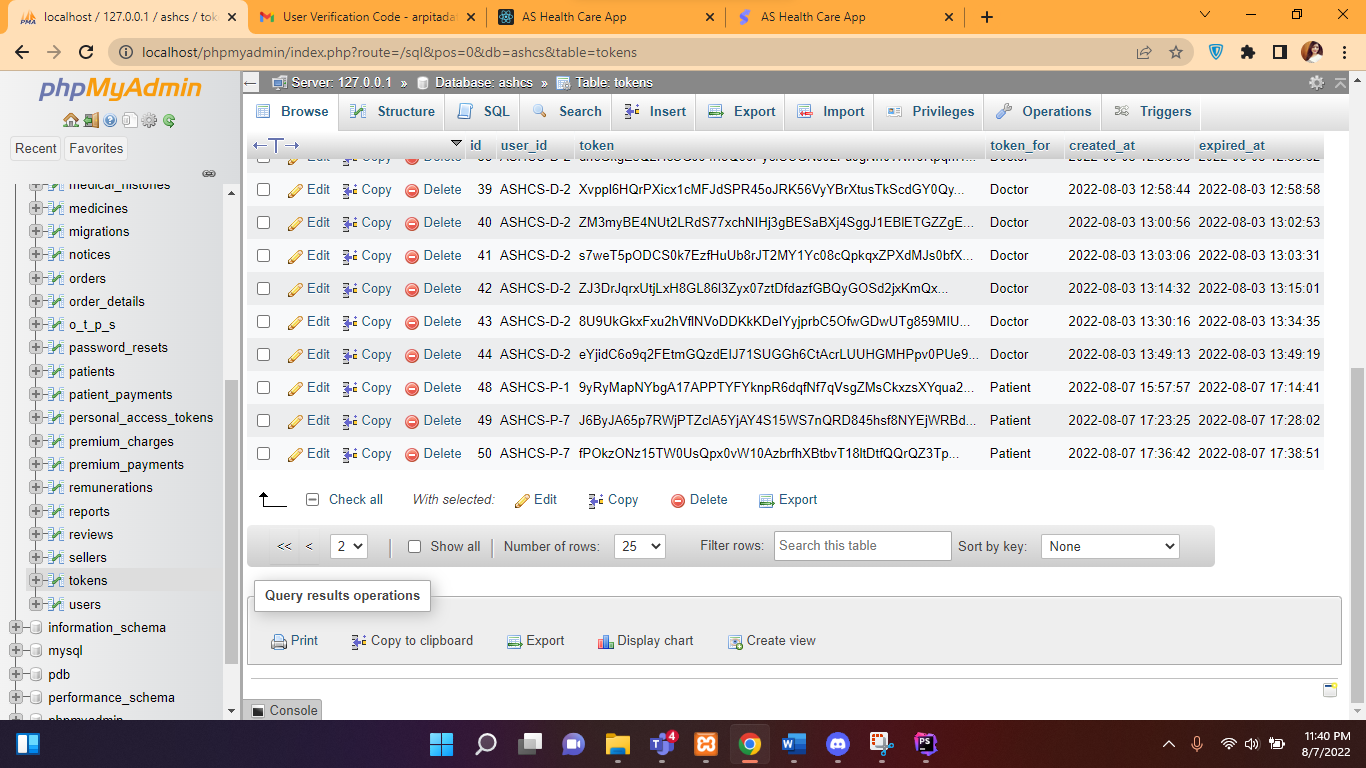 localhost / 127.0.0.1 / ashcs / tok
User Verification Code - arpitadat
AS Health Care App
AS Health Care App
localhost/phpmyadmin/index.php?route=/sql&pos=0&db=ashcs&table=tokens
phpMyAdmin
Recent Favorites
medical_histories
medicines
migrations
notices
orders
order_details
o_t_p_s
password_resets
patients
patient_payments
personal_access_tokens
premium_charges
premium_payments
remunerations
reports
reviews
sellers
tokens
users
information_schema
mysql
pdb
performance_schema
phpmyadmin
Server: 127.0.0.1 » Database: ashcs » Table: tokens
Browse Structure SQL Search Insert Export Import Privileges Operations Triggers
id user_id token token_for created_at expired_at
Edit Copy Delete 39 ASHCS-D-2 Xvppl6HQrPXicx1cMFJdSPR45oJRK56VyYBrXtusTkScdGY0Qy... Doctor 2022-08-03 12:58:44 2022-08-03 12:58:58
Edit Copy Delete 40 ASHCS-D-2 ZM3myBE4NUt2LRdS77xchNIHj3gBESaBXj4SggJ1EBlETGZZgE... Doctor 2022-08-03 13:00:56 2022-08-03 13:02:53
Edit Copy Delete 41 ASHCS-D-2 s7weT5pODCS0k7EzfHuUb8rJT2MY1Yc08cQpkqxZPXdMJs0bfX... Doctor 2022-08-03 13:03:06 2022-08-03 13:03:31
Edit Copy Delete 42 ASHCS-D-2 ZJ3DrJqrxUtjLxH8GL86I3Zyx07ztDfdazfGBQyGOSd2jxKmQx... Doctor 2022-08-03 13:14:32 2022-08-03 13:15:01
Edit Copy Delete 43 ASHCS-D-2 8U9UkGkxFxu2hVflNVoDDKkKDelYyjprbC5OfwGDwUTg859MIU... Doctor 2022-08-03 13:30:16 2022-08-03 13:34:35
Edit Copy Delete 44 ASHCS-D-2 eYjidC6o9q2FEtmGQzdEIJ71SUGGh6CtAcrLUUHGMHPpv0PUe9... Doctor 2022-08-03 13:49:13 2022-08-03 13:49:19
Edit Copy Delete 48 ASHCS-P-1 9yRyMapNYbgA17APPTYFYknpR6dqfNf7qVsgZMsCkxzsXYqua2... Patient 2022-08-07 15:57:57 2022-08-07 17:14:41
Edit Copy Delete 49 ASHCS-P-7 J6ByJA65p7RWjPTZclA5YjAY4S15WS7nQRD845hsf8NYEjWRBd... Patient 2022-08-07 17:23:25 2022-08-07 17:28:02
Edit Copy Delete 50 ASHCS-P-7 fPOkzONz15TW0UsQpx0vW10AzbrfhXBtbvT18ltDtfQQrQZ3Tp... Patient 2022-08-07 17:36:42 2022-08-07 17:38:51
Check all With selected: Edit Copy Delete Export
<< < 2 Show all Number of rows: 25 Filter rows: Search this table Sort by key: None
Query results operations
Print Copy to clipboard Export Display chart Create view
Console
4
11:40 PM
8/7/2022